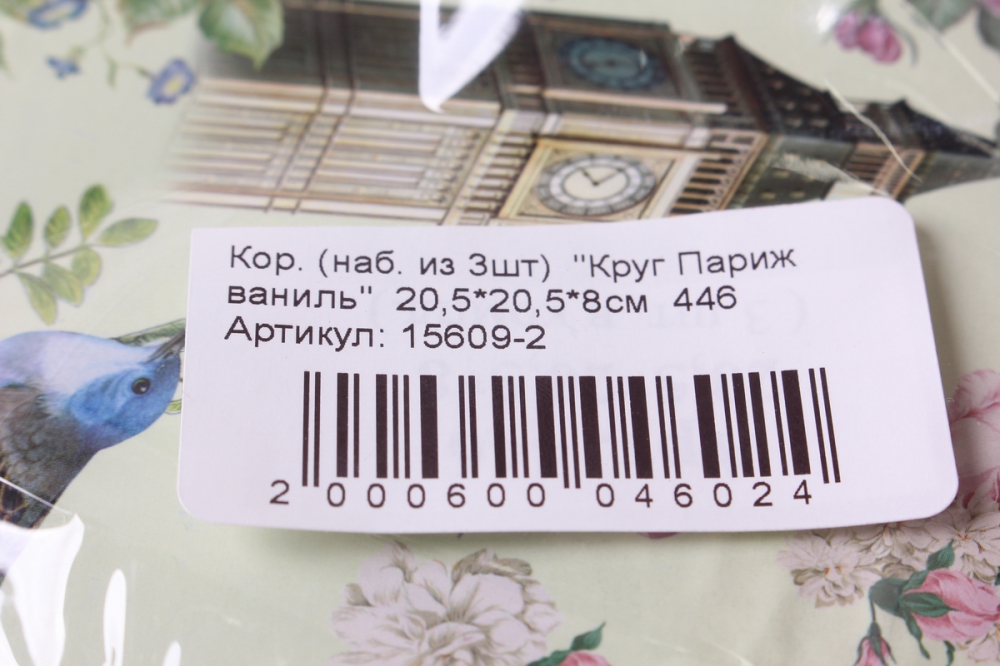 Кор. (наб. из 3шт) "Круг Париж
ваниль" 20,5*20,5*8см 446
Артикул: 15609-2
2 000600 046024